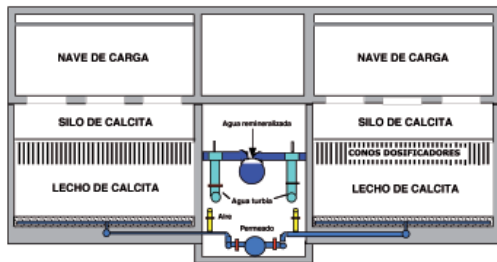 NAVE DE CARGA
NAVE DE CARGA
SILO DE CALCITA
Agua remineralizada
SILO DE CALCITA
CONOS DOSIFICADORES
LECHO DE CALCITA
LECHO DE CALCITA
Agua turbia
Aire
Permeado